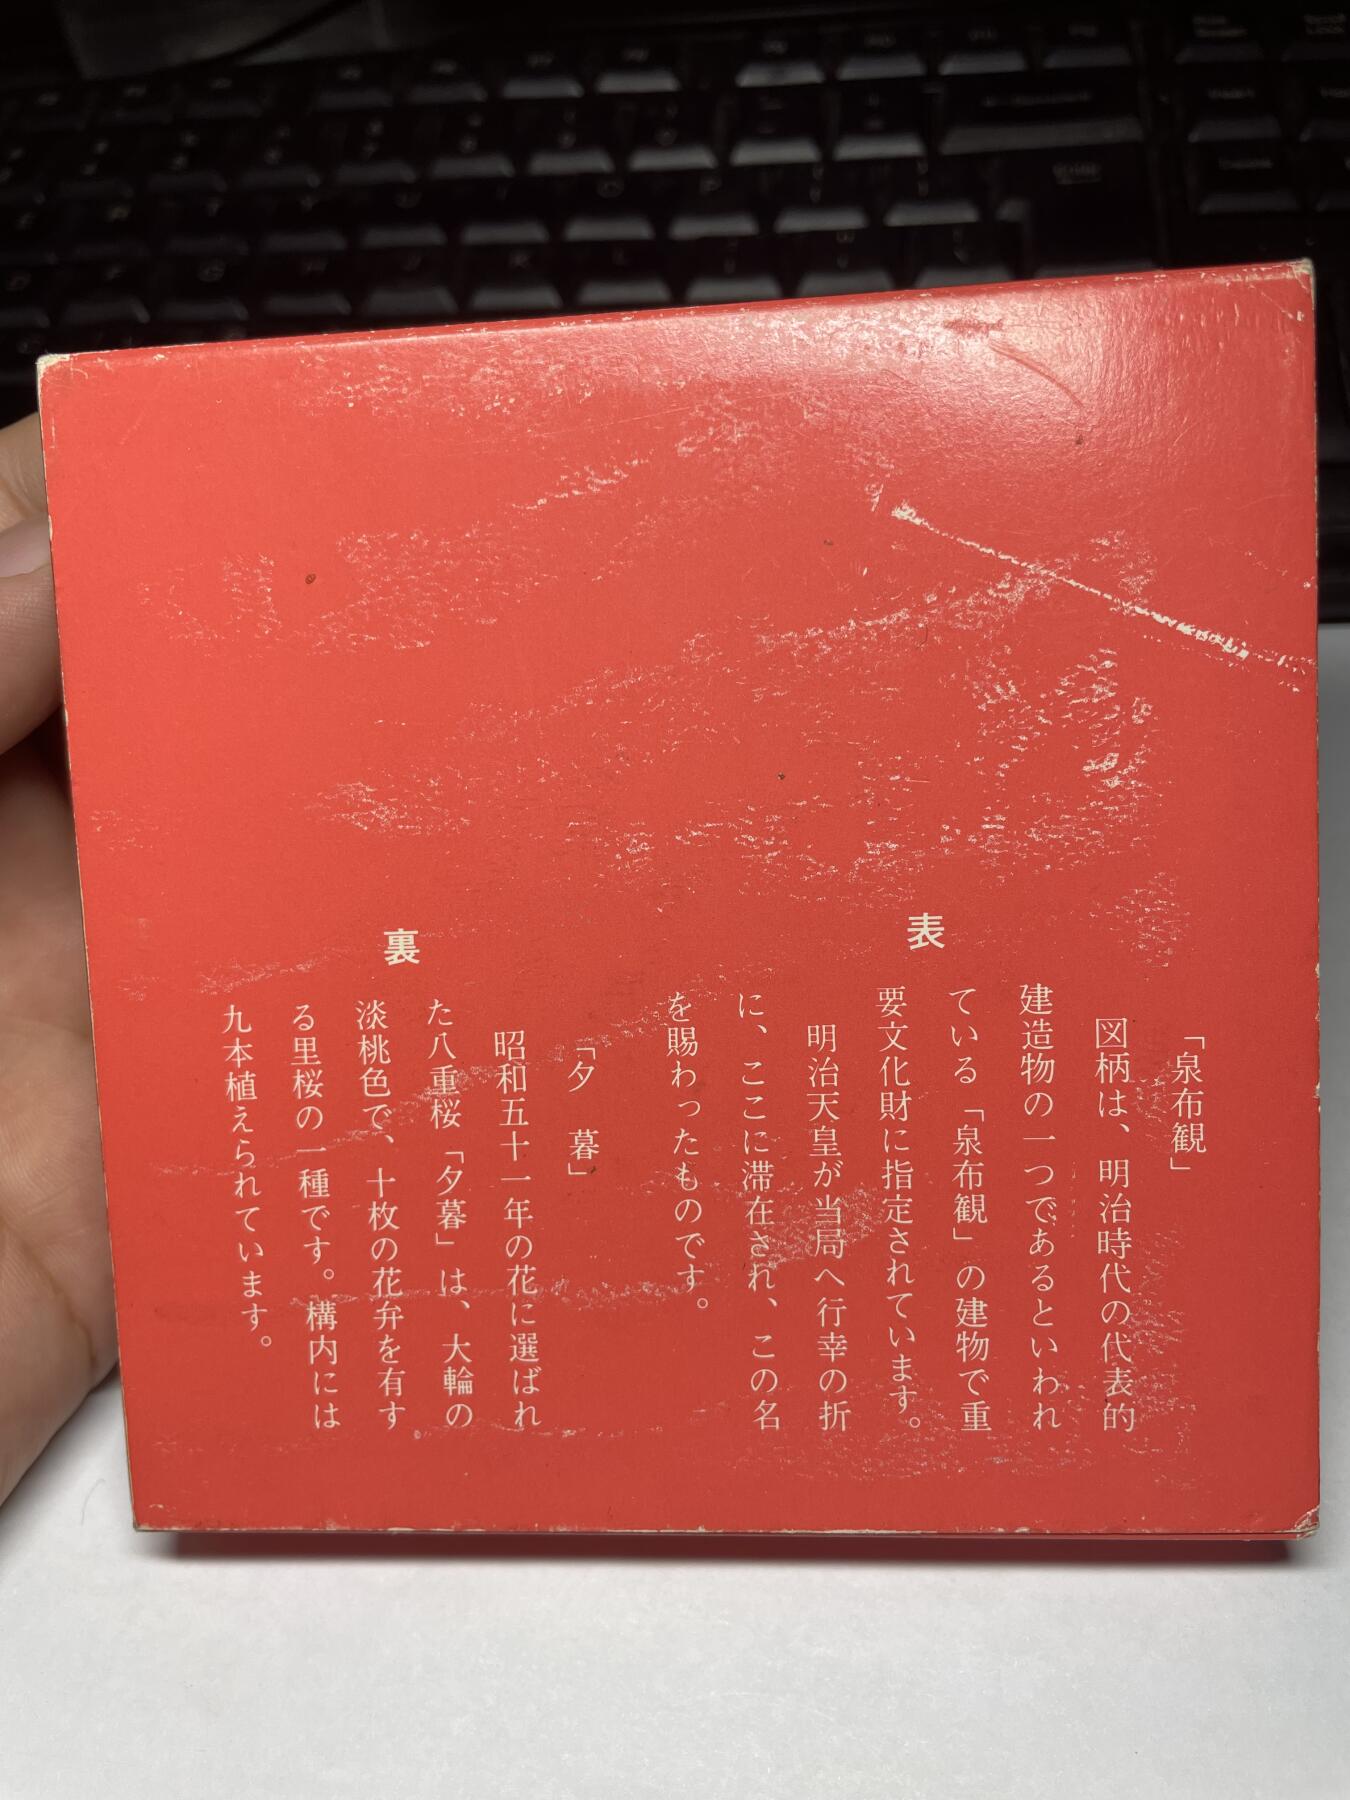 表
「泉布観」
図柄は、明治時代の代表的
建造物の一つであるといわれ
ている「泉布観」の建物で重
要文化財に指定されています。
明治天皇が当局へ行幸の折
に、ここに滞在され、この名
を賜わったものです。
裏
「夕　暮」
昭和五十一年の花に選ばれ
た八重桜「夕暮」は、大輪の
淡桃色で、十枚の花弁を有す
る里桜の一種です。構内には
九本植えられています。